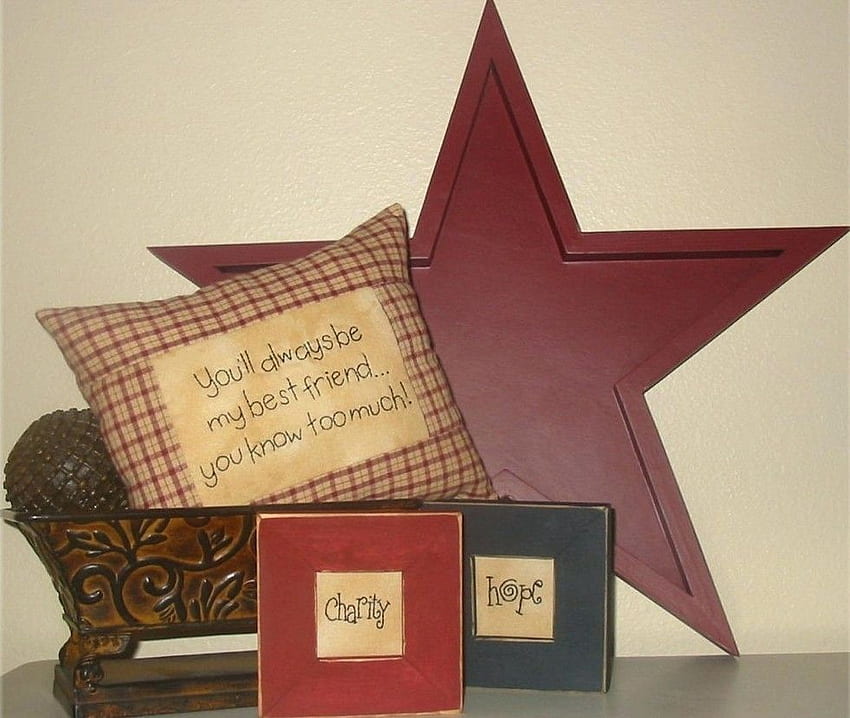 You'll always be
my best friend...
you know too much!
charity
hope